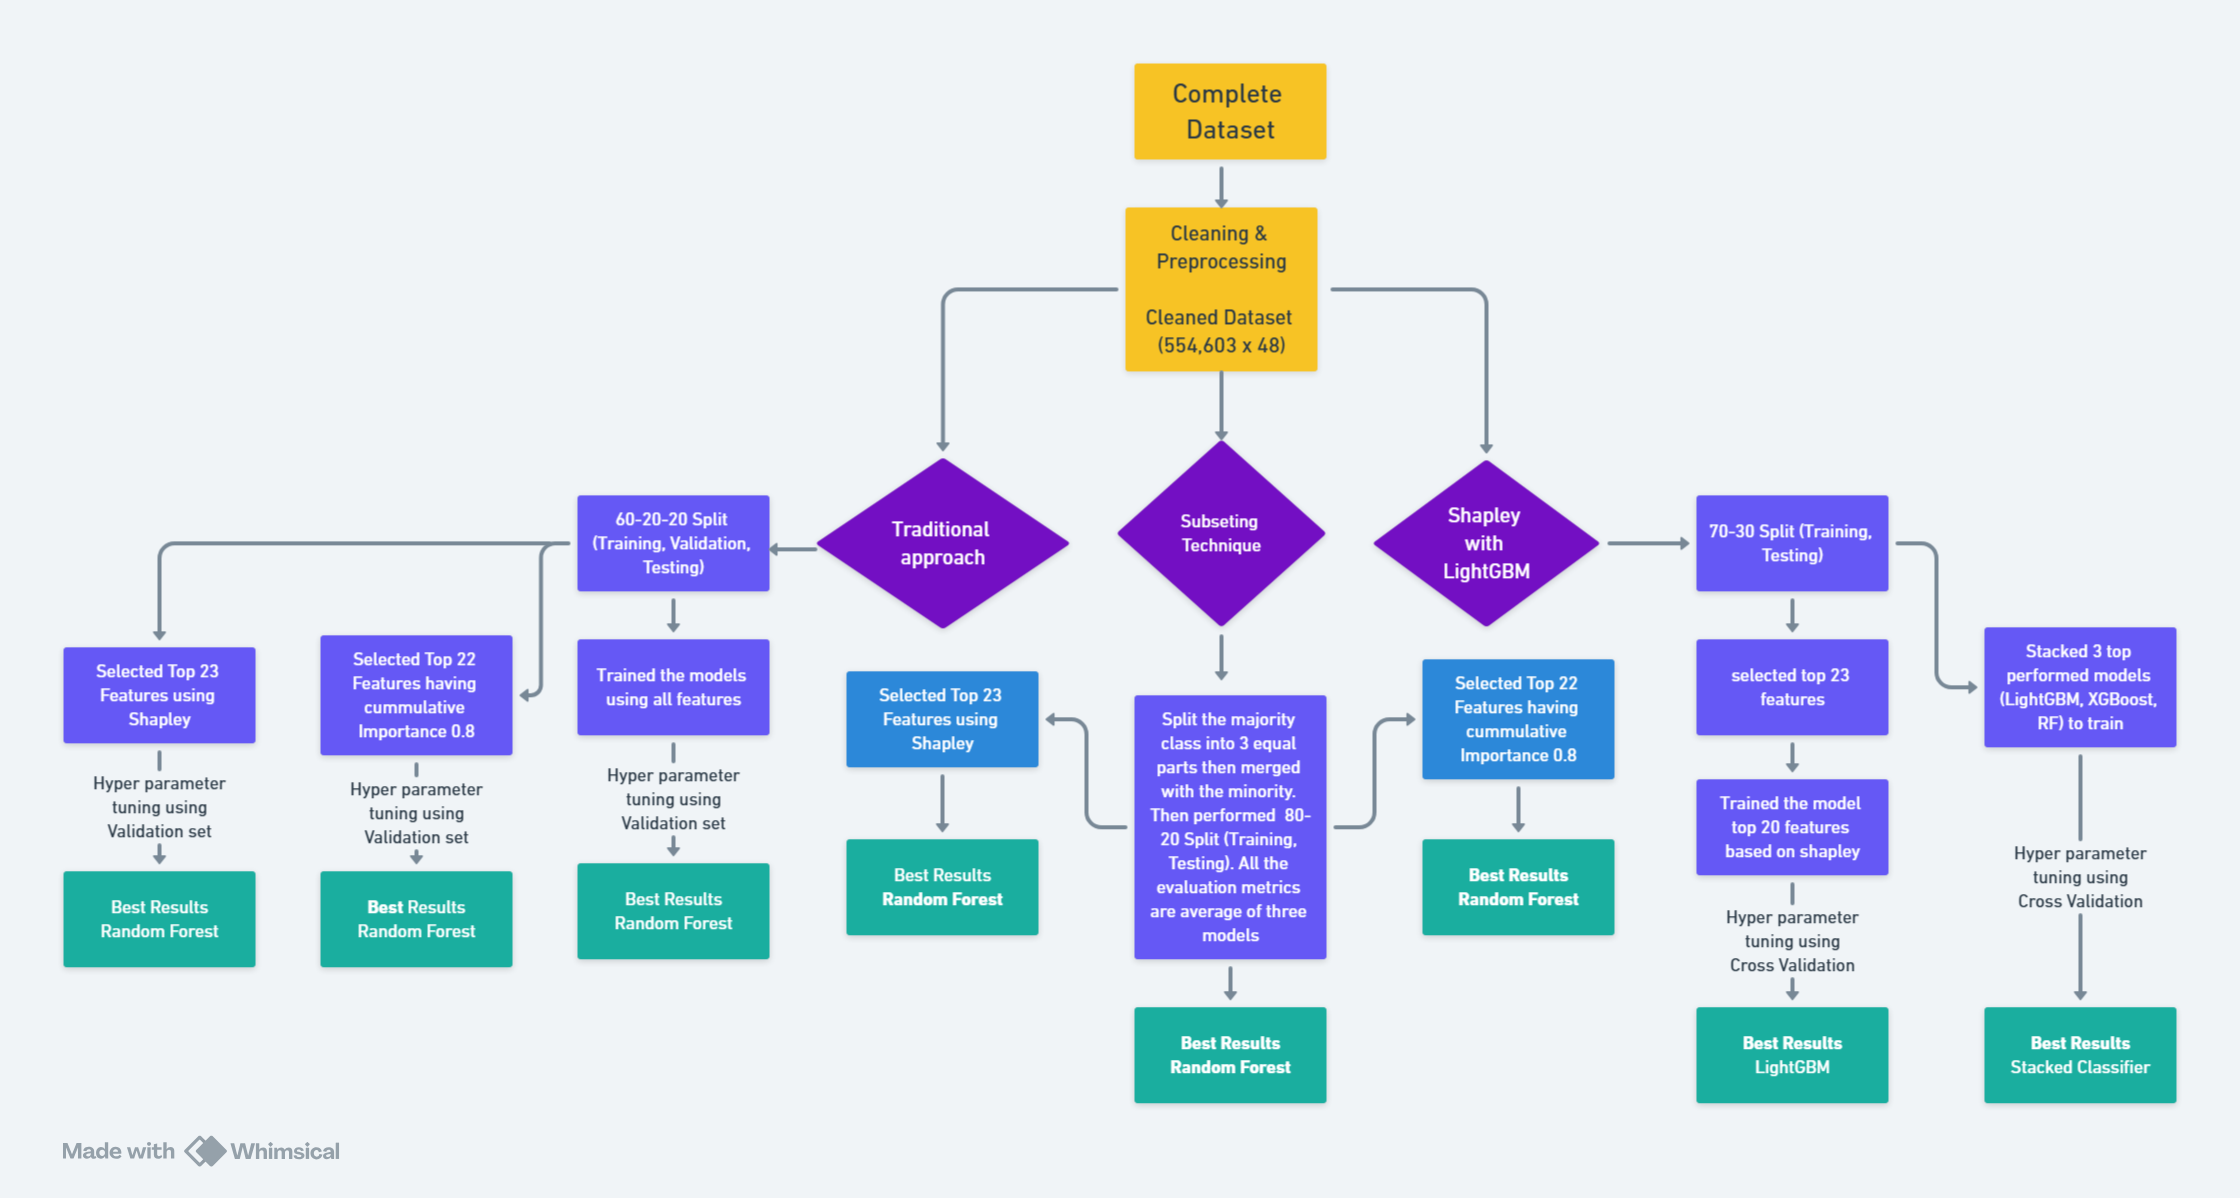 Complete
Dataset
Cleaning &
Preprocessing
Cleaned Dataset
(554,603 x 48)
Traditional
approach
Subseting
Technique
Shapley
with
LightGBM
60-20-20 Split
(Training, Validation,
Testing)
70-30 Split (Training,
Testing)
Selected Top 23
Features using
Shapley
Hyper parameter
tuning using
Validation set
Best Results
Random Forest
Selected Top 22
Features having
cummulative
Importance 0.8
Hyper parameter
tuning using
Validation set
Best Results
Random Forest
Trained the models
using all features
Hyper parameter
tuning using
Validation set
Best Results
Random Forest
Selected Top 23
Features using
Shapley
Best Results
Random Forest
Split the majority
class into 3 equal
parts then merged
with the minority.
Then performed 80-
20 Split (Training,
Testing). All the
evaluation metrics
are average of three
models
Best Results
Random Forest
Selected Top 22
Features having
cummulative
Importance 0.8
Best Results
Random Forest
selected top 23
features
Trained the model
top 20 features
based on shapley
Hyper parameter
tuning using
Cross Validation
Best Results
LightGBM
Stacked 3 top
performed models
(LightGBM, XGBoost,
RF) to train
Hyper parameter
tuning using
Cross Validation
Best Results
Stacked Classifier
Made with Whimsical